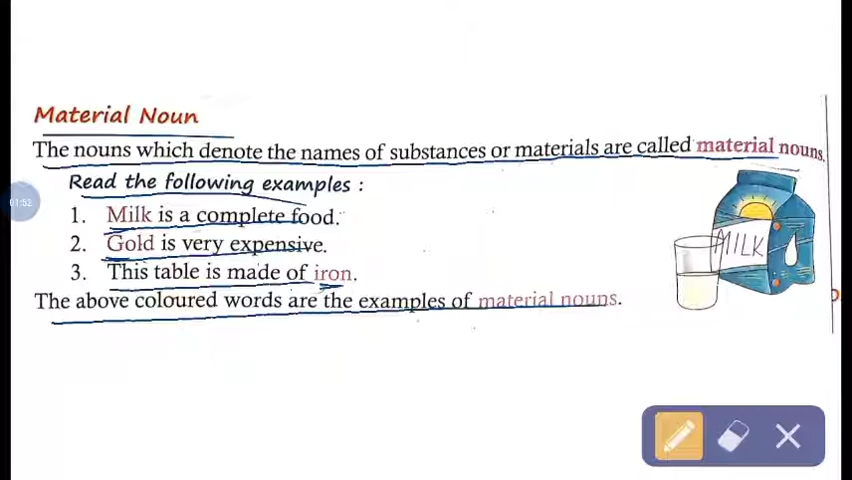 Material Noun
The nouns which denote the names of substances or materials are called material nouns.
Read the following examples :
01:52
1. Milk is a complete food.
2. Gold is very expensive.
MILK
3. This table is made of iron.
The above coloured words are the examples of material nouns.